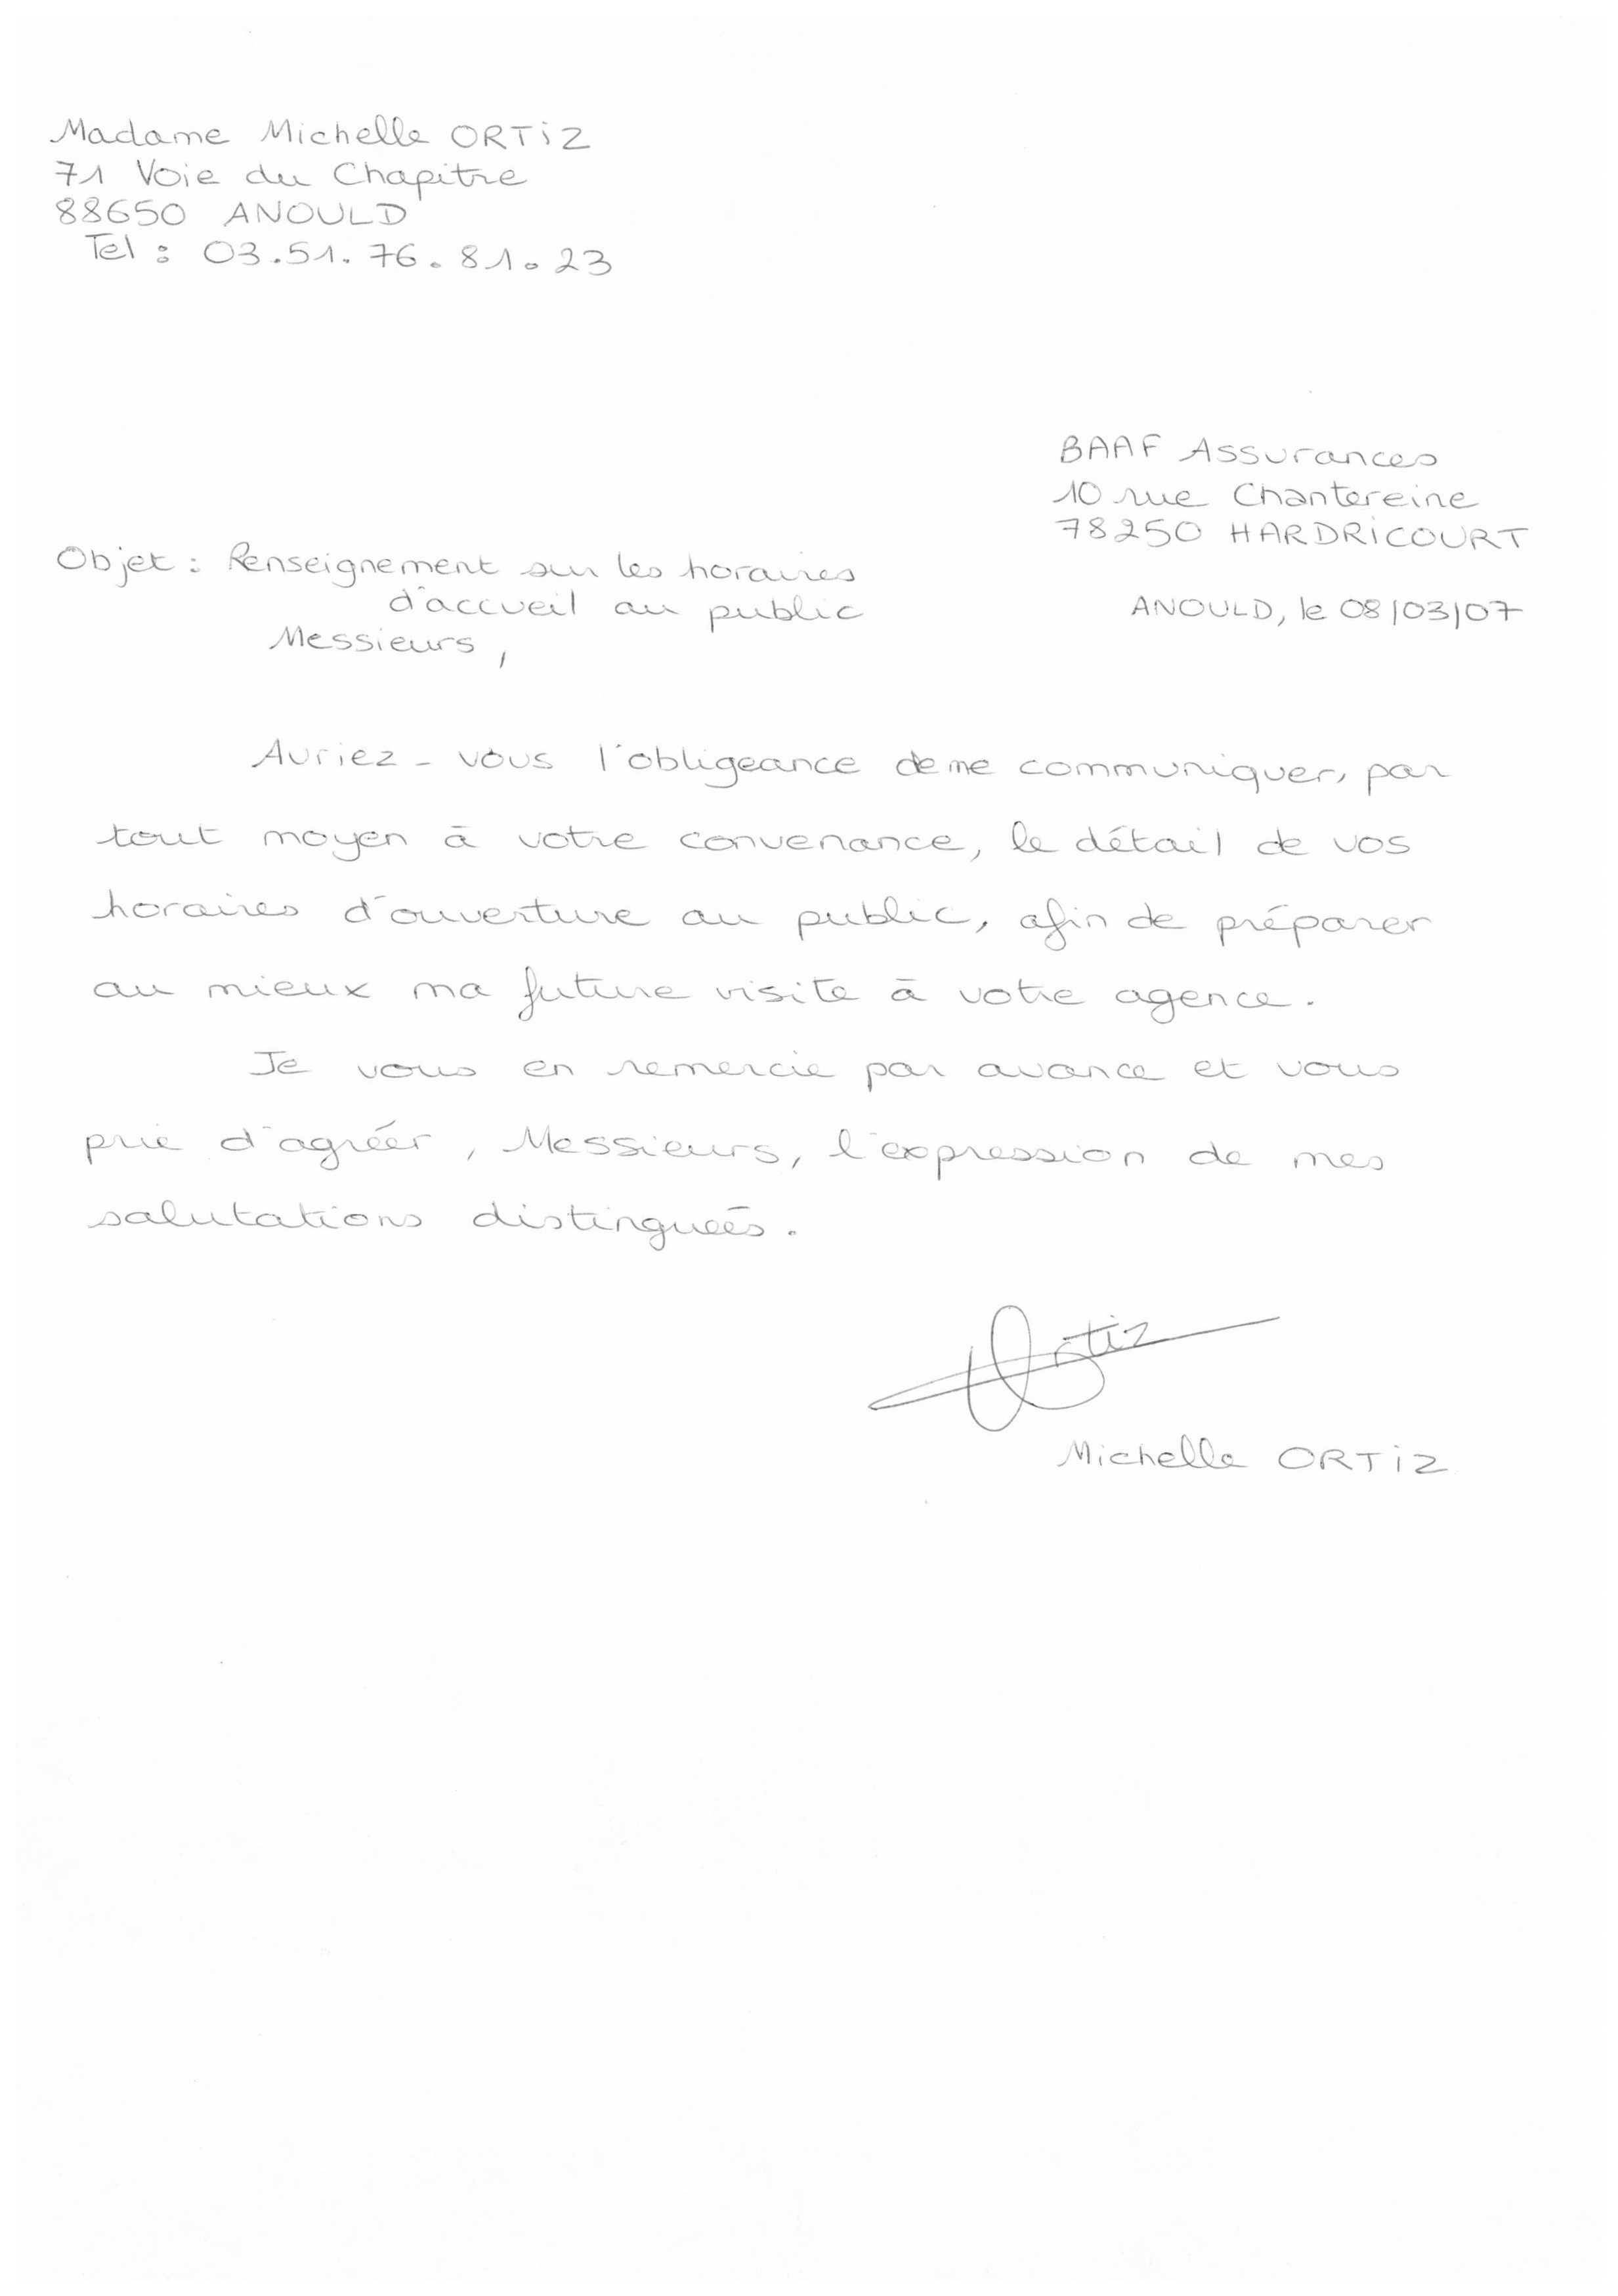 Madame Michelle ORTiZ
71 Voie du Chapitre
88650 ANOULD
Tel : 03.51.76.81.23
BAAF Assurances
10 rue Chantereine
78250 HARDRiCOURT
Objet : Renseignement sur les horaires
d'accueil au public
ANOULD, le 08/03/07
Messieurs,
Auriez-vous l'obligeance de me communiquer, par
tout moyen à votre convenance, le détail de vos
horaires d'ouverture au public, afin de préparer
au mieux ma future visite à votre agence.
Je vous en remercie par avance et vous
prie d'agréer, Messieurs, l'expression de mes
salutations distinguées.
Ortiz
Michelle ORTiZ